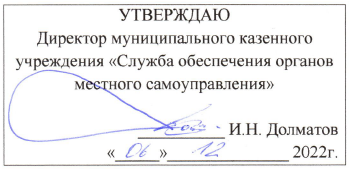 УТВЕРЖДАЮ
Директор муниципального казенного
учреждения «Служба обеспечения органов
местного самоуправления»
И.Н. Долматов
« 06 » 12 2022г.